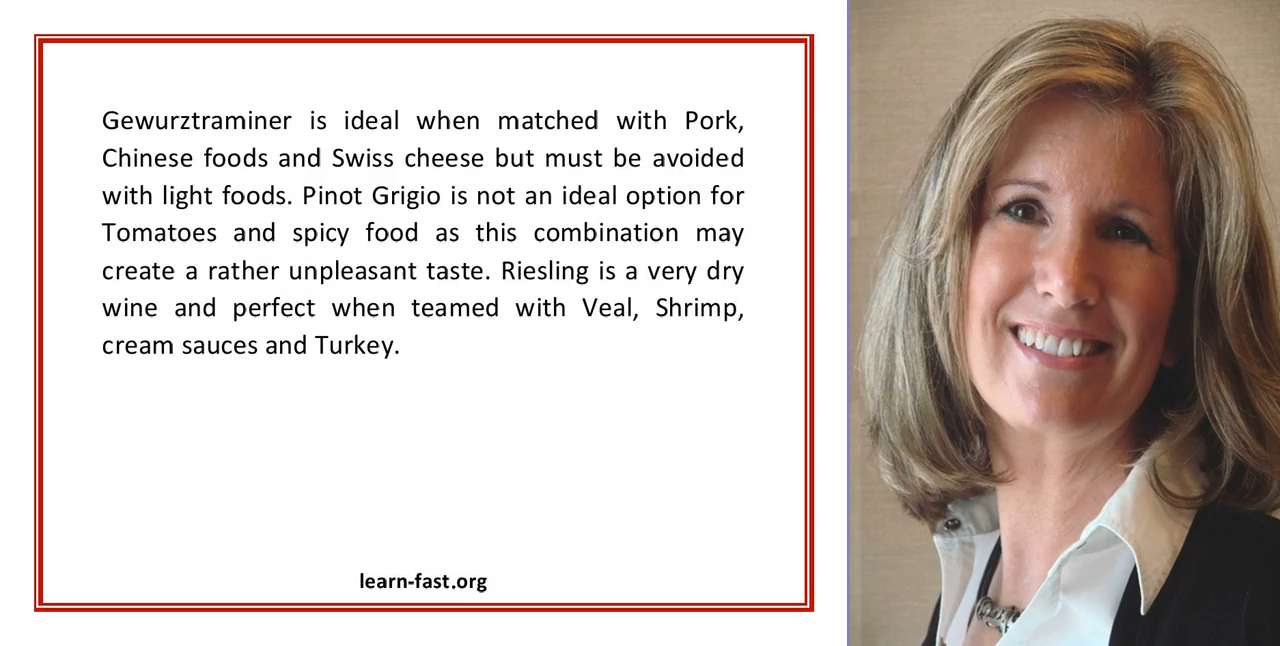 Gewurztraminer is ideal when matched with Pork,
Chinese foods and Swiss cheese but must be avoided
with light foods. Pinot Grigio is not an ideal option for
Tomatoes and spicy food as this combination may
create a rather unpleasant taste. Riesling is a very dry
wine and perfect when teamed with Veal, Shrimp,
cream sauces and Turkey.
learn-fast.org